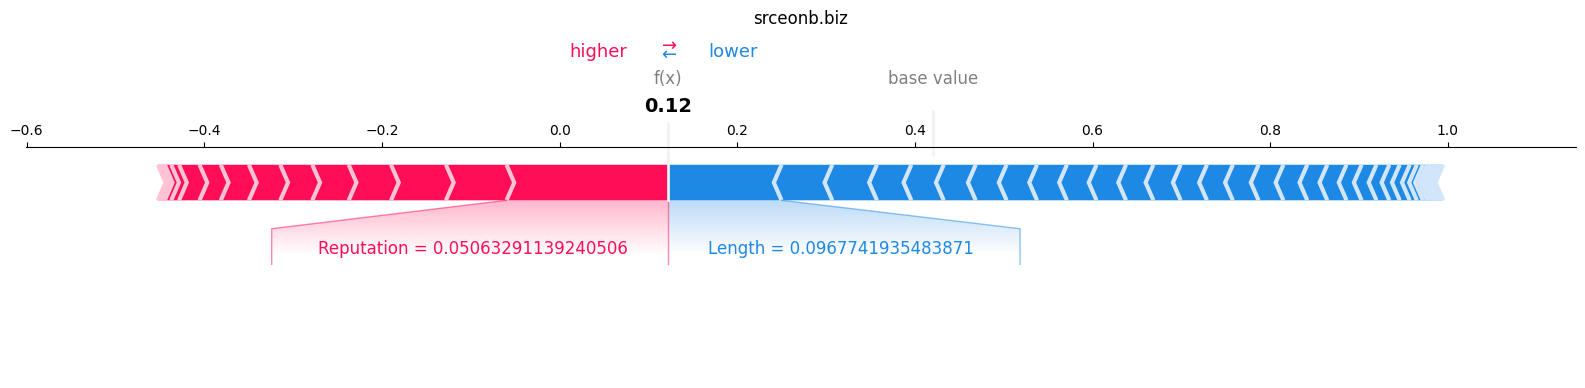 srceonb.biz
higher ⇄ lower
f(x) base value
0.12
−0.6 −0.4 −0.2 0.0 0.2 0.4 0.6 0.8 1.0
Reputation = 0.05063291139240506 Length = 0.0967741935483871